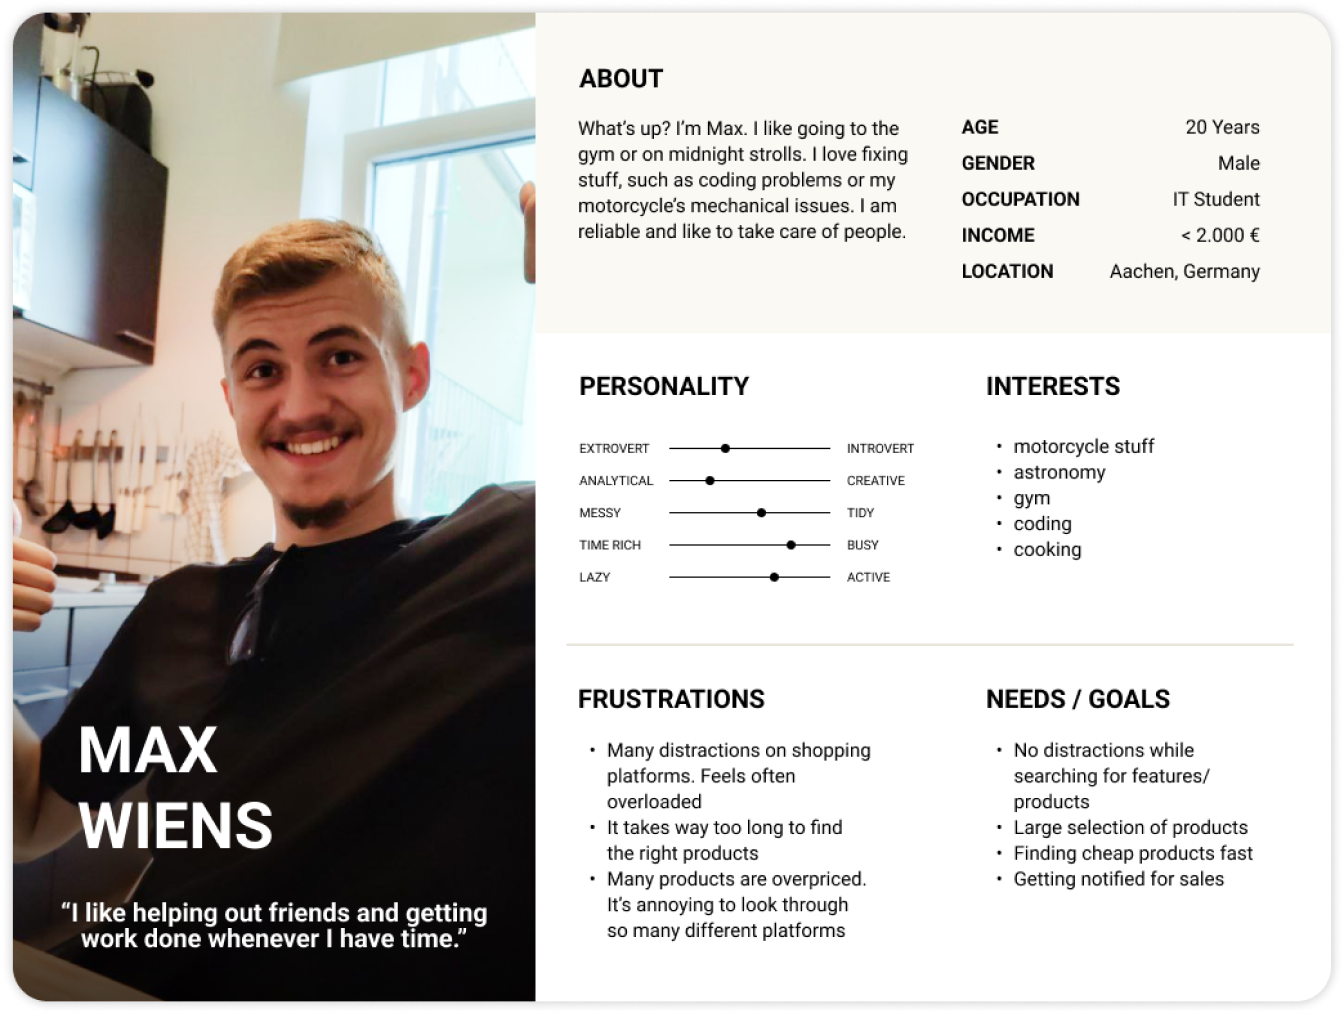 ABOUT
What's up? I'm Max. I like going to the
gym or on midnight strolls. I love fixing
stuff, such as coding problems or my
motorcycle's mechanical issues. I am
reliable and like to take care of people.
AGE 20 Years
GENDER Male
OCCUPATION IT Student
INCOME < 2.000 €
LOCATION Aachen, Germany
PERSONALITY
EXTROVERT INTROVERT
ANALYTICAL CREATIVE
MESSY TIDY
TIME RICH BUSY
LAZY ACTIVE
INTERESTS
• motorcycle stuff
• astronomy
• gym
• coding
• cooking
FRUSTRATIONS
• Many distractions on shopping
platforms. Feels often
overloaded
• It takes way too long to find
the right products
• Many products are overpriced.
It's annoying to look through
so many different platforms
NEEDS / GOALS
• No distractions while
searching for features/
products
• Large selection of products
• Finding cheap products fast
• Getting notified for sales
MAX
WIENS
“I like helping out friends and getting
work done whenever I have time.”